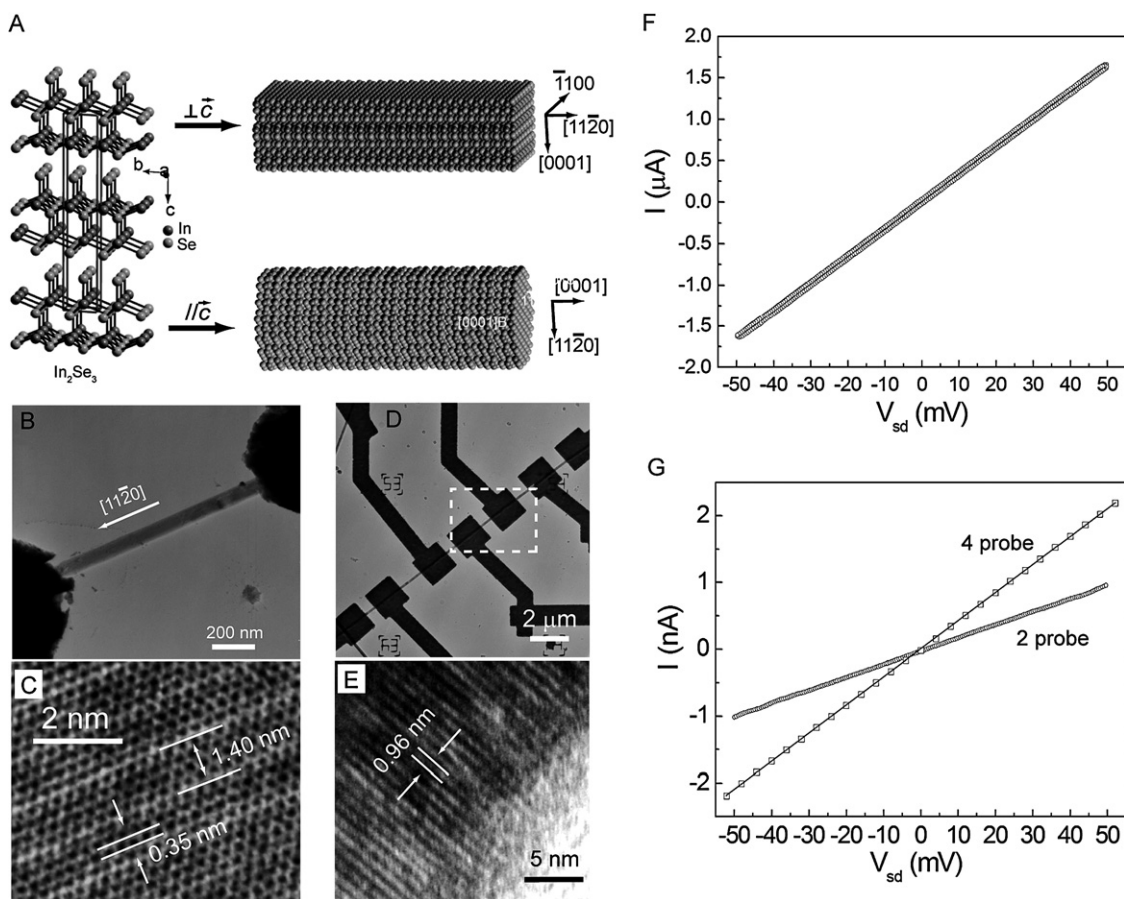 A
b
a
c
In
Se
In₂Se₃
⊥c⃗
//c⃗
1̄100
[112̄0]
[0001]
[0001]
[112̄0]
B
[112̄0]
200 nm
C
2 nm
1.40 nm
0.35 nm
D
2 μm
E
0.96 nm
5 nm
F
2.0
1.5
1.0
0.5
0.0
-0.5
-1.0
-1.5
2.0
I (μA)
-50 -40 -30 -20 -10 0 10 20 30 40 50
V_sd (mV)
G
2
1
0
-1
-2
I (nA)
4 probe
2 probe
-50 -40 -30 -20 -10 0 10 20 30 40 50
V_sd (mV)